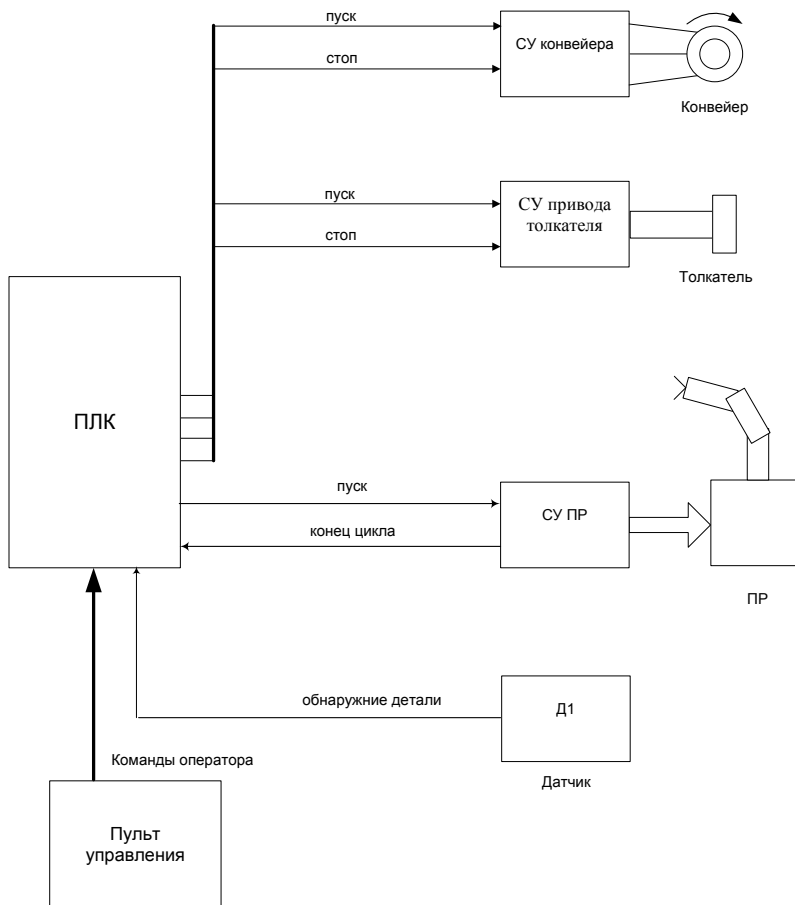 пуск
СУ конвейера
стоп
Конвейер
пуск
СУ привода
толкателя
стоп
Толкатель
ПЛК
пуск
СУ ПР
конец цикла
ПР
обнаружние детали
Д1
Команды оператора
Датчик
Пульт
управления